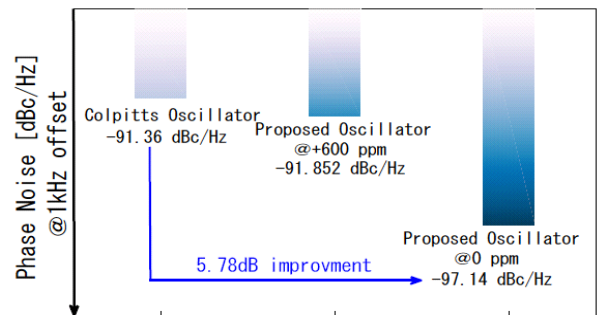 Phase Noise [dBc/Hz]
@1kHz offset
Colpitts Oscillator
-91.36 dBc/Hz
Proposed Oscillator
@+600 ppm
-91.852 dBc/Hz
Proposed Oscillator
@0 ppm
-97.14 dBc/Hz
5.78dB improvment